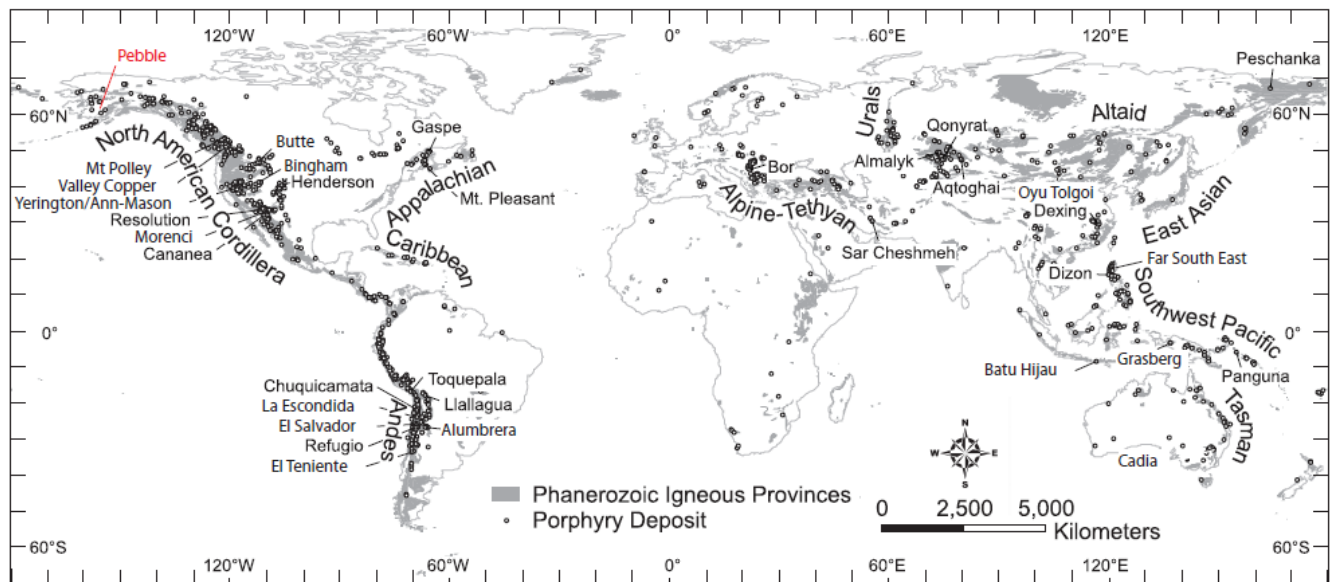 120°W
60°W
0°
60°E
120°E
Pebble
Peschanka
60°N
60°N
North American Cordillera
Butte
Gaspe
Urals
Altaid
Qonyrat
Mt Polley
Bingham
Bor
Almalyk
Valley Copper
Henderson
Appalachian
Mt. Pleasant
Alpine-Tethyan
Aqtoghai
Oyu Tolgoi
Yerington/Ann-Mason
Dexing
East Asian
Resolution
Morenci
Caribbean
Sar Cheshmeh
Far South East
Cananea
Dizon
Southwest Pacific
0°
0°
Batu Hijau
Grasberg
Panguna
Chuquicamata
Toquepala
La Escondida
Llallagua
Andes
Tasman
El Salvador
Alumbrera
Refugio
El Teniente
Cadia
N
W
E
S
Phanerozoic Igneous Provinces
Porphyry Deposit
0
2,500
5,000
Kilometers
60°S
60°S
120°W
60°W
0°
60°E
120°E